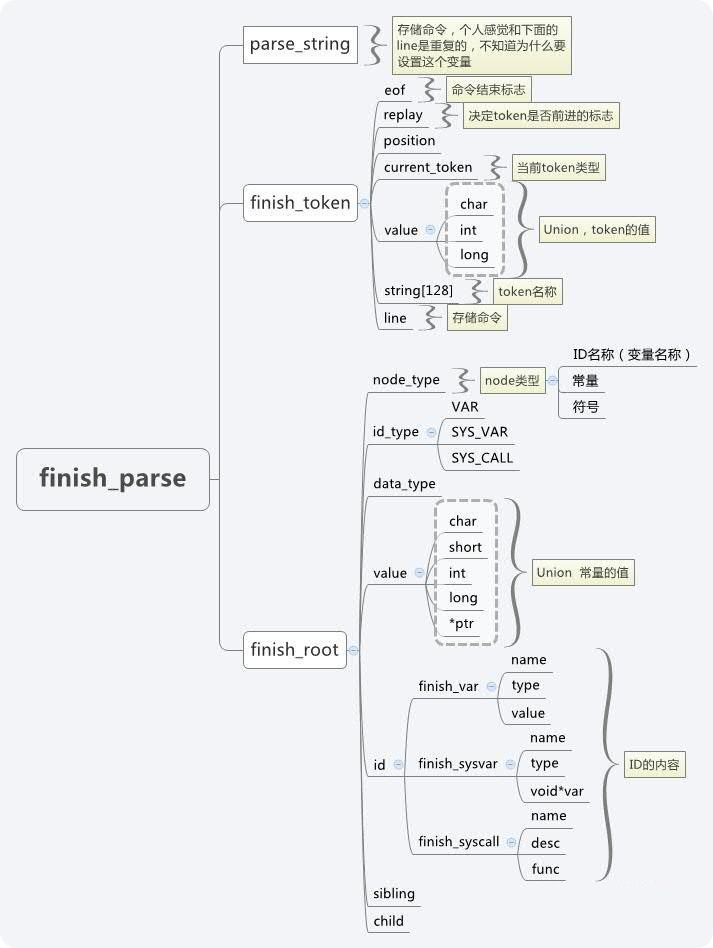 parse_string
存储命令，个人感觉和下面的
line是重复的，不知道为什么要
设置这个变量
eof
命令结束标志
replay
决定token是否前进的标志
position
current_token
当前token类型
finish_token
value
char
int
long
Union，token的值
string[128]
token名称
line
存储命令
finish_parse
node_type
node类型
ID名称（变量名称）
常量
符号
id_type
VAR
SYS_VAR
SYS_CALL
data_type
value
char
short
int
long
*ptr
Union 常量的值
finish_root
id
finish_var
name
type
value
finish_sysvar
name
type
void*var
finish_syscall
name
desc
func
ID的内容
sibling
child